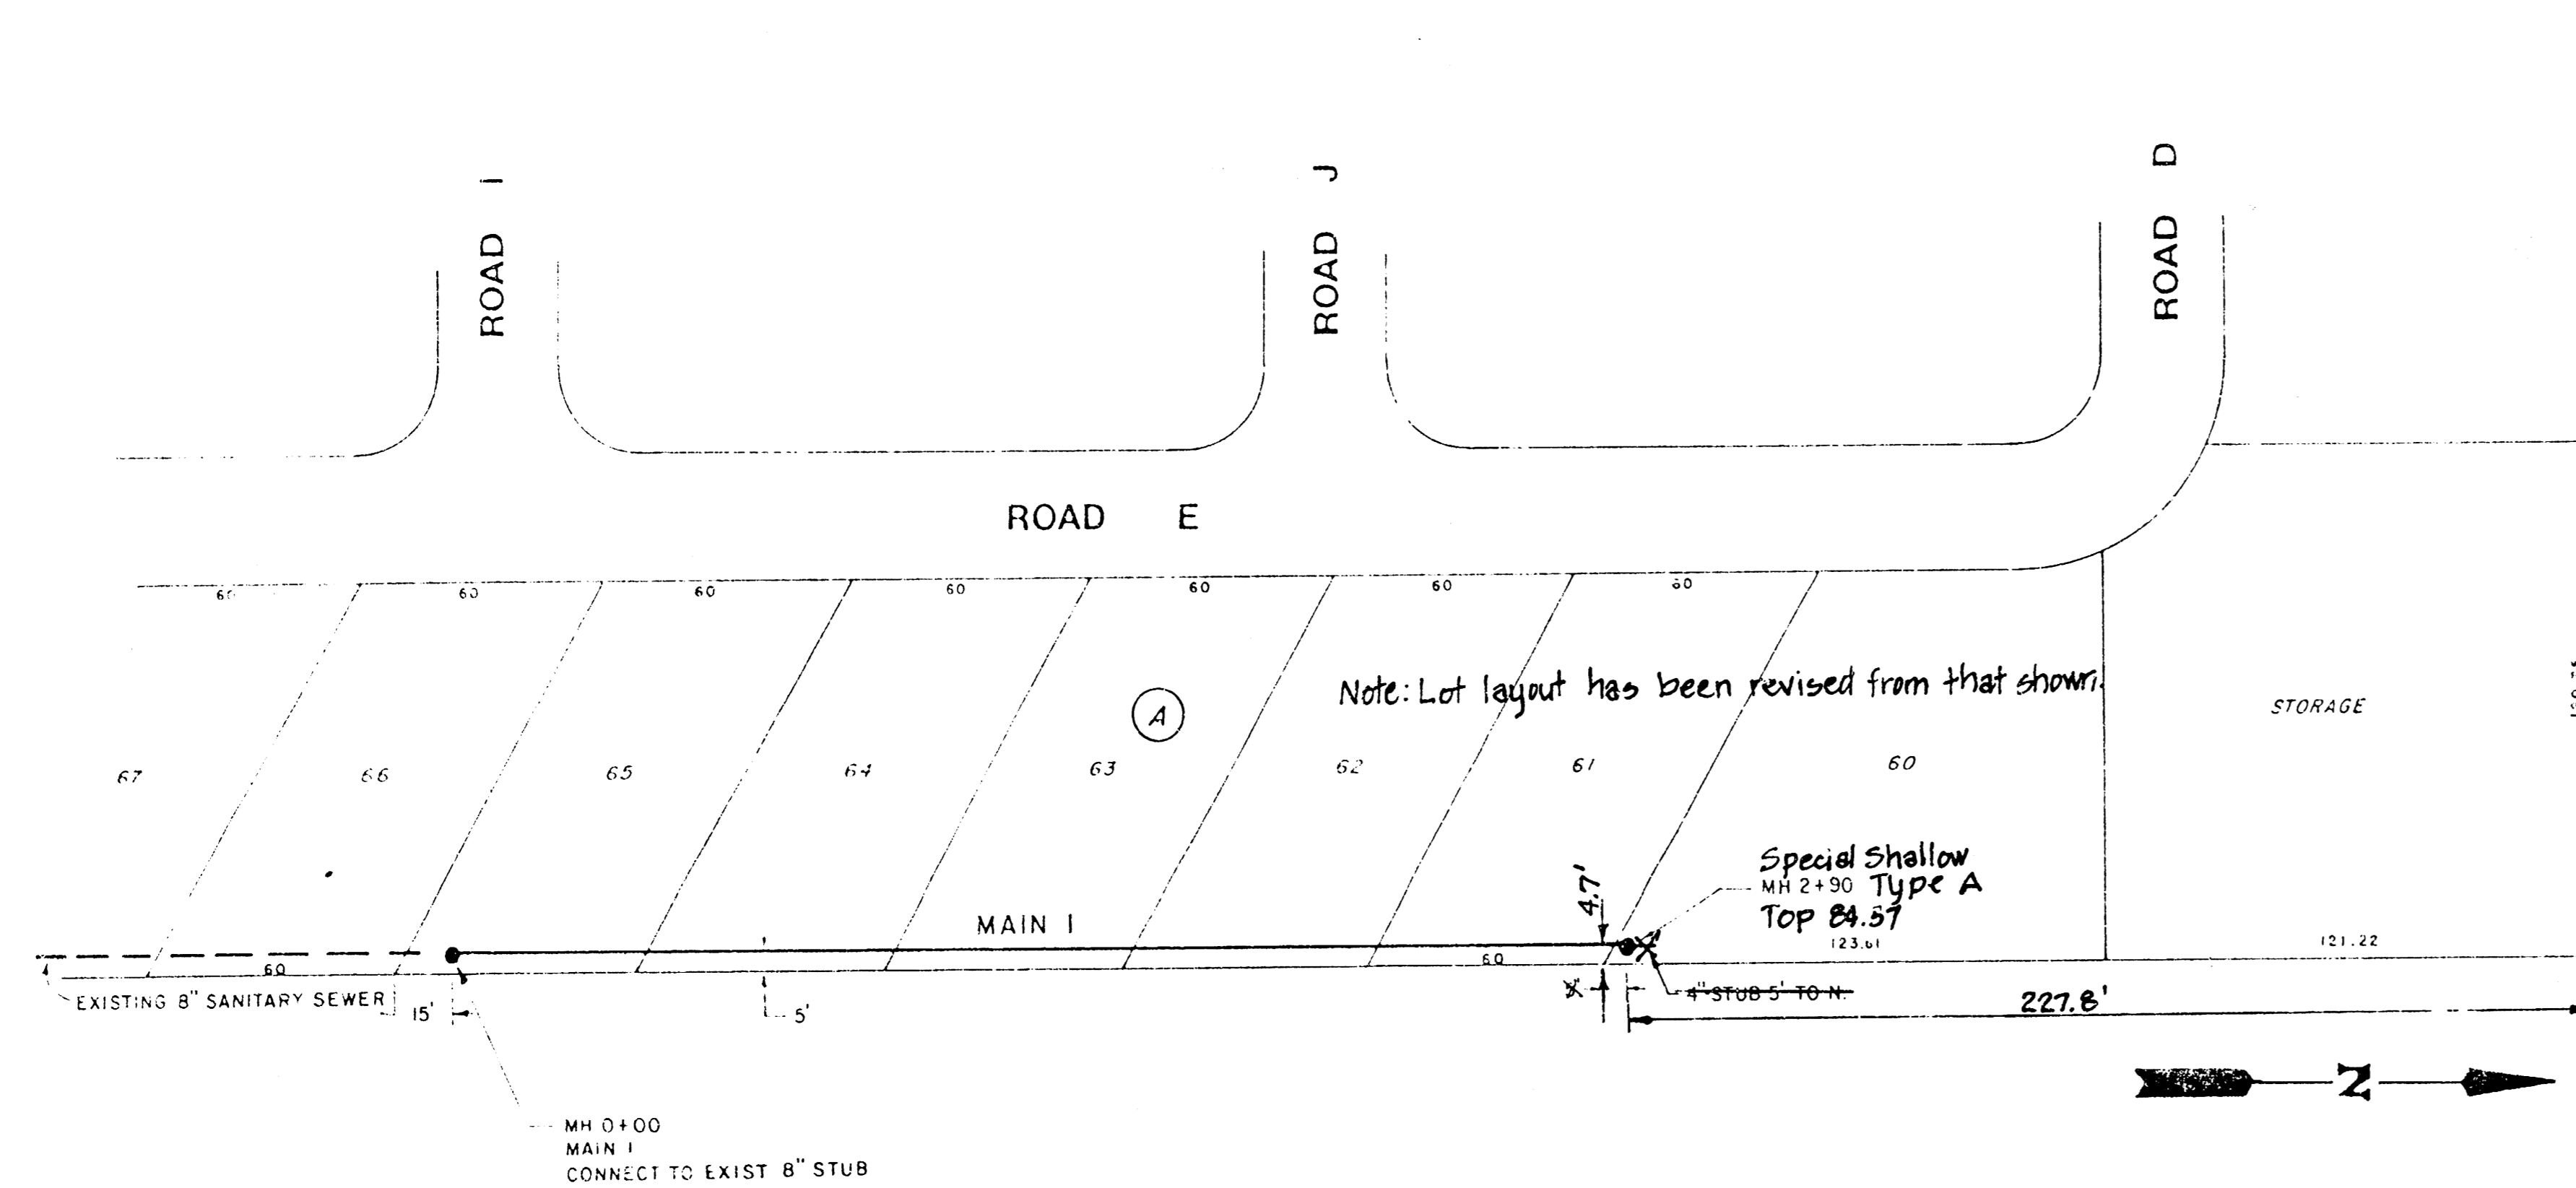 ROAD I
ROAD J
ROAD D
ROAD E
60 60 60 60 60 60
Note: Lot layout has been revised from that shown.
A
STORAGE
67 66 65 64 63 62 61 60
Special Shallow
MH 2+90 Type A
Top 84.57
4.7'
MAIN I
123.61
121.22
60
60
EXISTING 8" SANITARY SEWER
15'
5'
4" STUB 5' TO N.
227.8'
N
MH 0+00
MAIN I
CONNECT TO EXIST 8" STUB